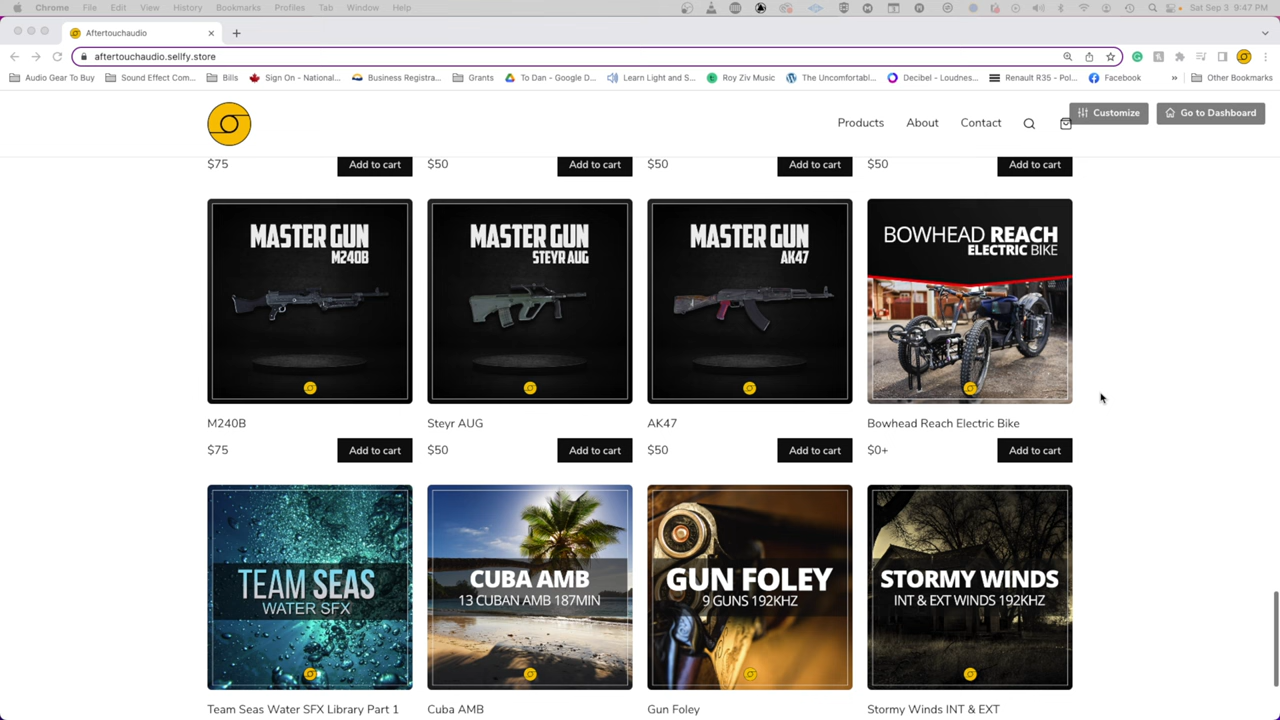 Chrome File Edit View History Bookmarks Profiles Tab Window Help Sat Sep 3 9:47 PM
Aftertouchaudio
aftertouchaudio.sellfy.store
Audio Gear To Buy Sound Effect Com... Bills Sign On - National... Business Registra... Grants To Dan - Google D... Learn Light and S... Roy Ziv Music The Uncomfortabl... Decibel - Loudnes... Renault R35 - Pol... Facebook » Other Bookmarks
Products About Contact Customize Go to Dashboard
$75 Add to cart $50 Add to cart $50 Add to cart $50 Add to cart
MASTER GUN
M240B
MASTER GUN
STEYR AUG
MASTER GUN
AK47
BOWHEAD REACH
ELECTRIC BIKE
M240B Steyr AUG AK47 Bowhead Reach Electric Bike
$75 Add to cart $50 Add to cart $50 Add to cart $0+ Add to cart
TEAM SEAS
WATER SFX
CUBA AMB
13 CUBAN AMB 187MIN
GUN FOLEY
9 GUNS 192KHZ
STORMY WINDS
INT & EXT WINDS 192KHZ
Team Seas Water SFX Library Part 1 Cuba AMB Gun Foley Stormy Winds INT & EXT